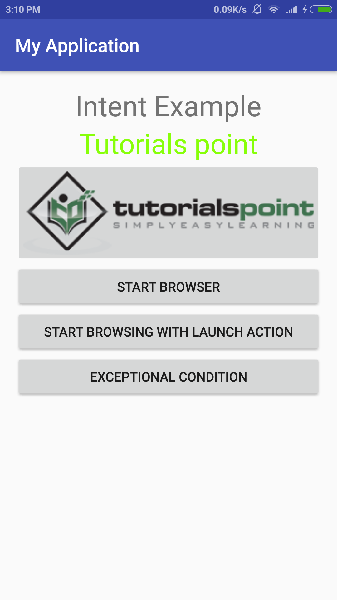 3:10 PM 0.09K/s
My Application
Intent Example
Tutorials point
tutorialspoint
SIMPLYEASYLEARNING
START BROWSER
START BROWSING WITH LAUNCH ACTION
EXCEPTIONAL CONDITION